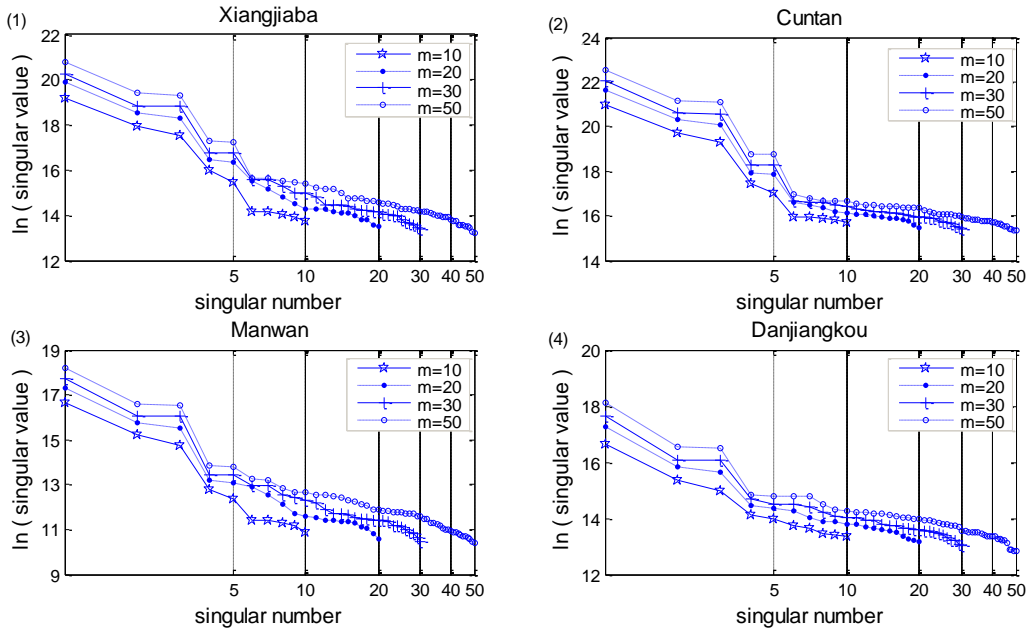 (1)
Xiangjiaba
22
20
18
16
14
12
ln ( singular value )
5
10
20
30
40
50
singular number
m=10
m=20
m=30
m=50
(2)
Cuntan
24
22
20
18
16
14
ln ( singular value )
5
10
20
30
40
50
singular number
m=10
m=20
m=30
m=50
(3)
Manwan
19
17
15
13
11
9
ln ( singular value )
5
10
20
30
40
50
singular number
m=10
m=20
m=30
m=50
(4)
Danjiangkou
20
18
16
14
12
ln ( singular value )
5
10
20
30
40
50
singular number
m=10
m=20
m=30
m=50